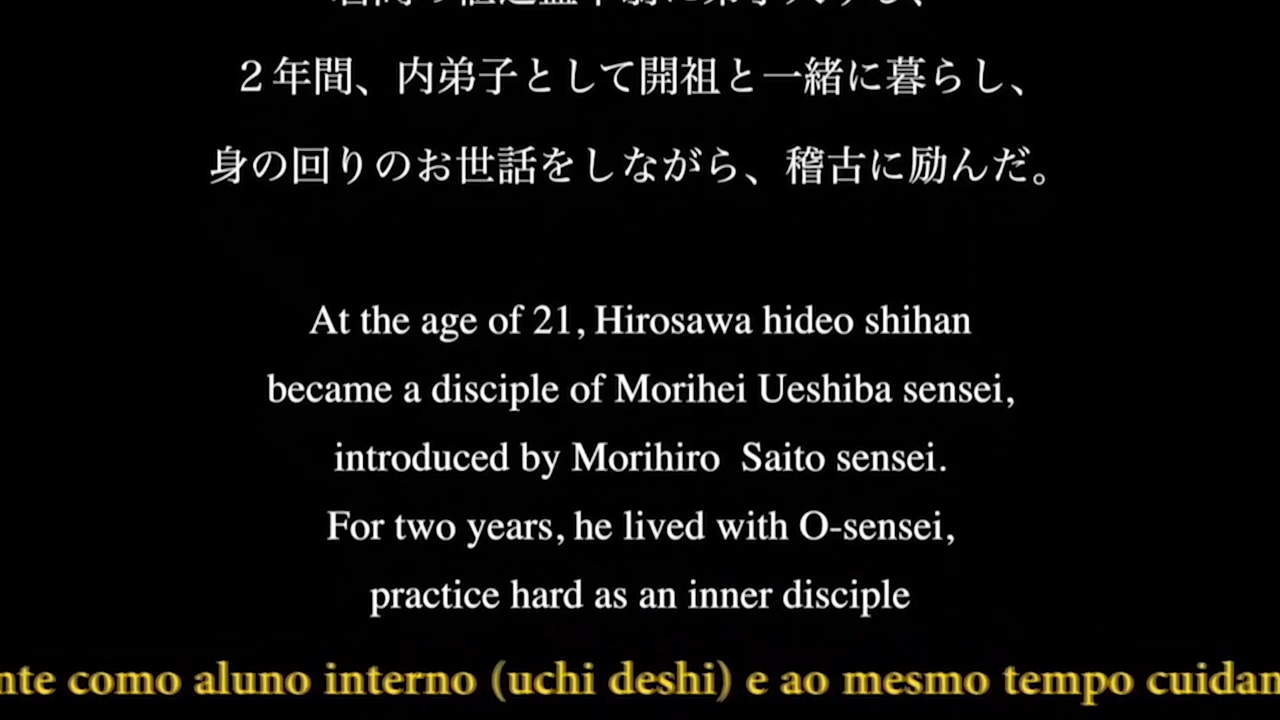 ２年間、内弟子として開祖と一緒に暮らし、
身の回りのお世話をしながら、稽古に励んだ。
At the age of 21, Hirosawa hideo shihan
became a disciple of Morihei Ueshiba sensei,
introduced by Morihiro Saito sensei.
For two years, he lived with O-sensei,
practice hard as an inner disciple
como aluno interno (uchi deshi) e ao mesmo tempo